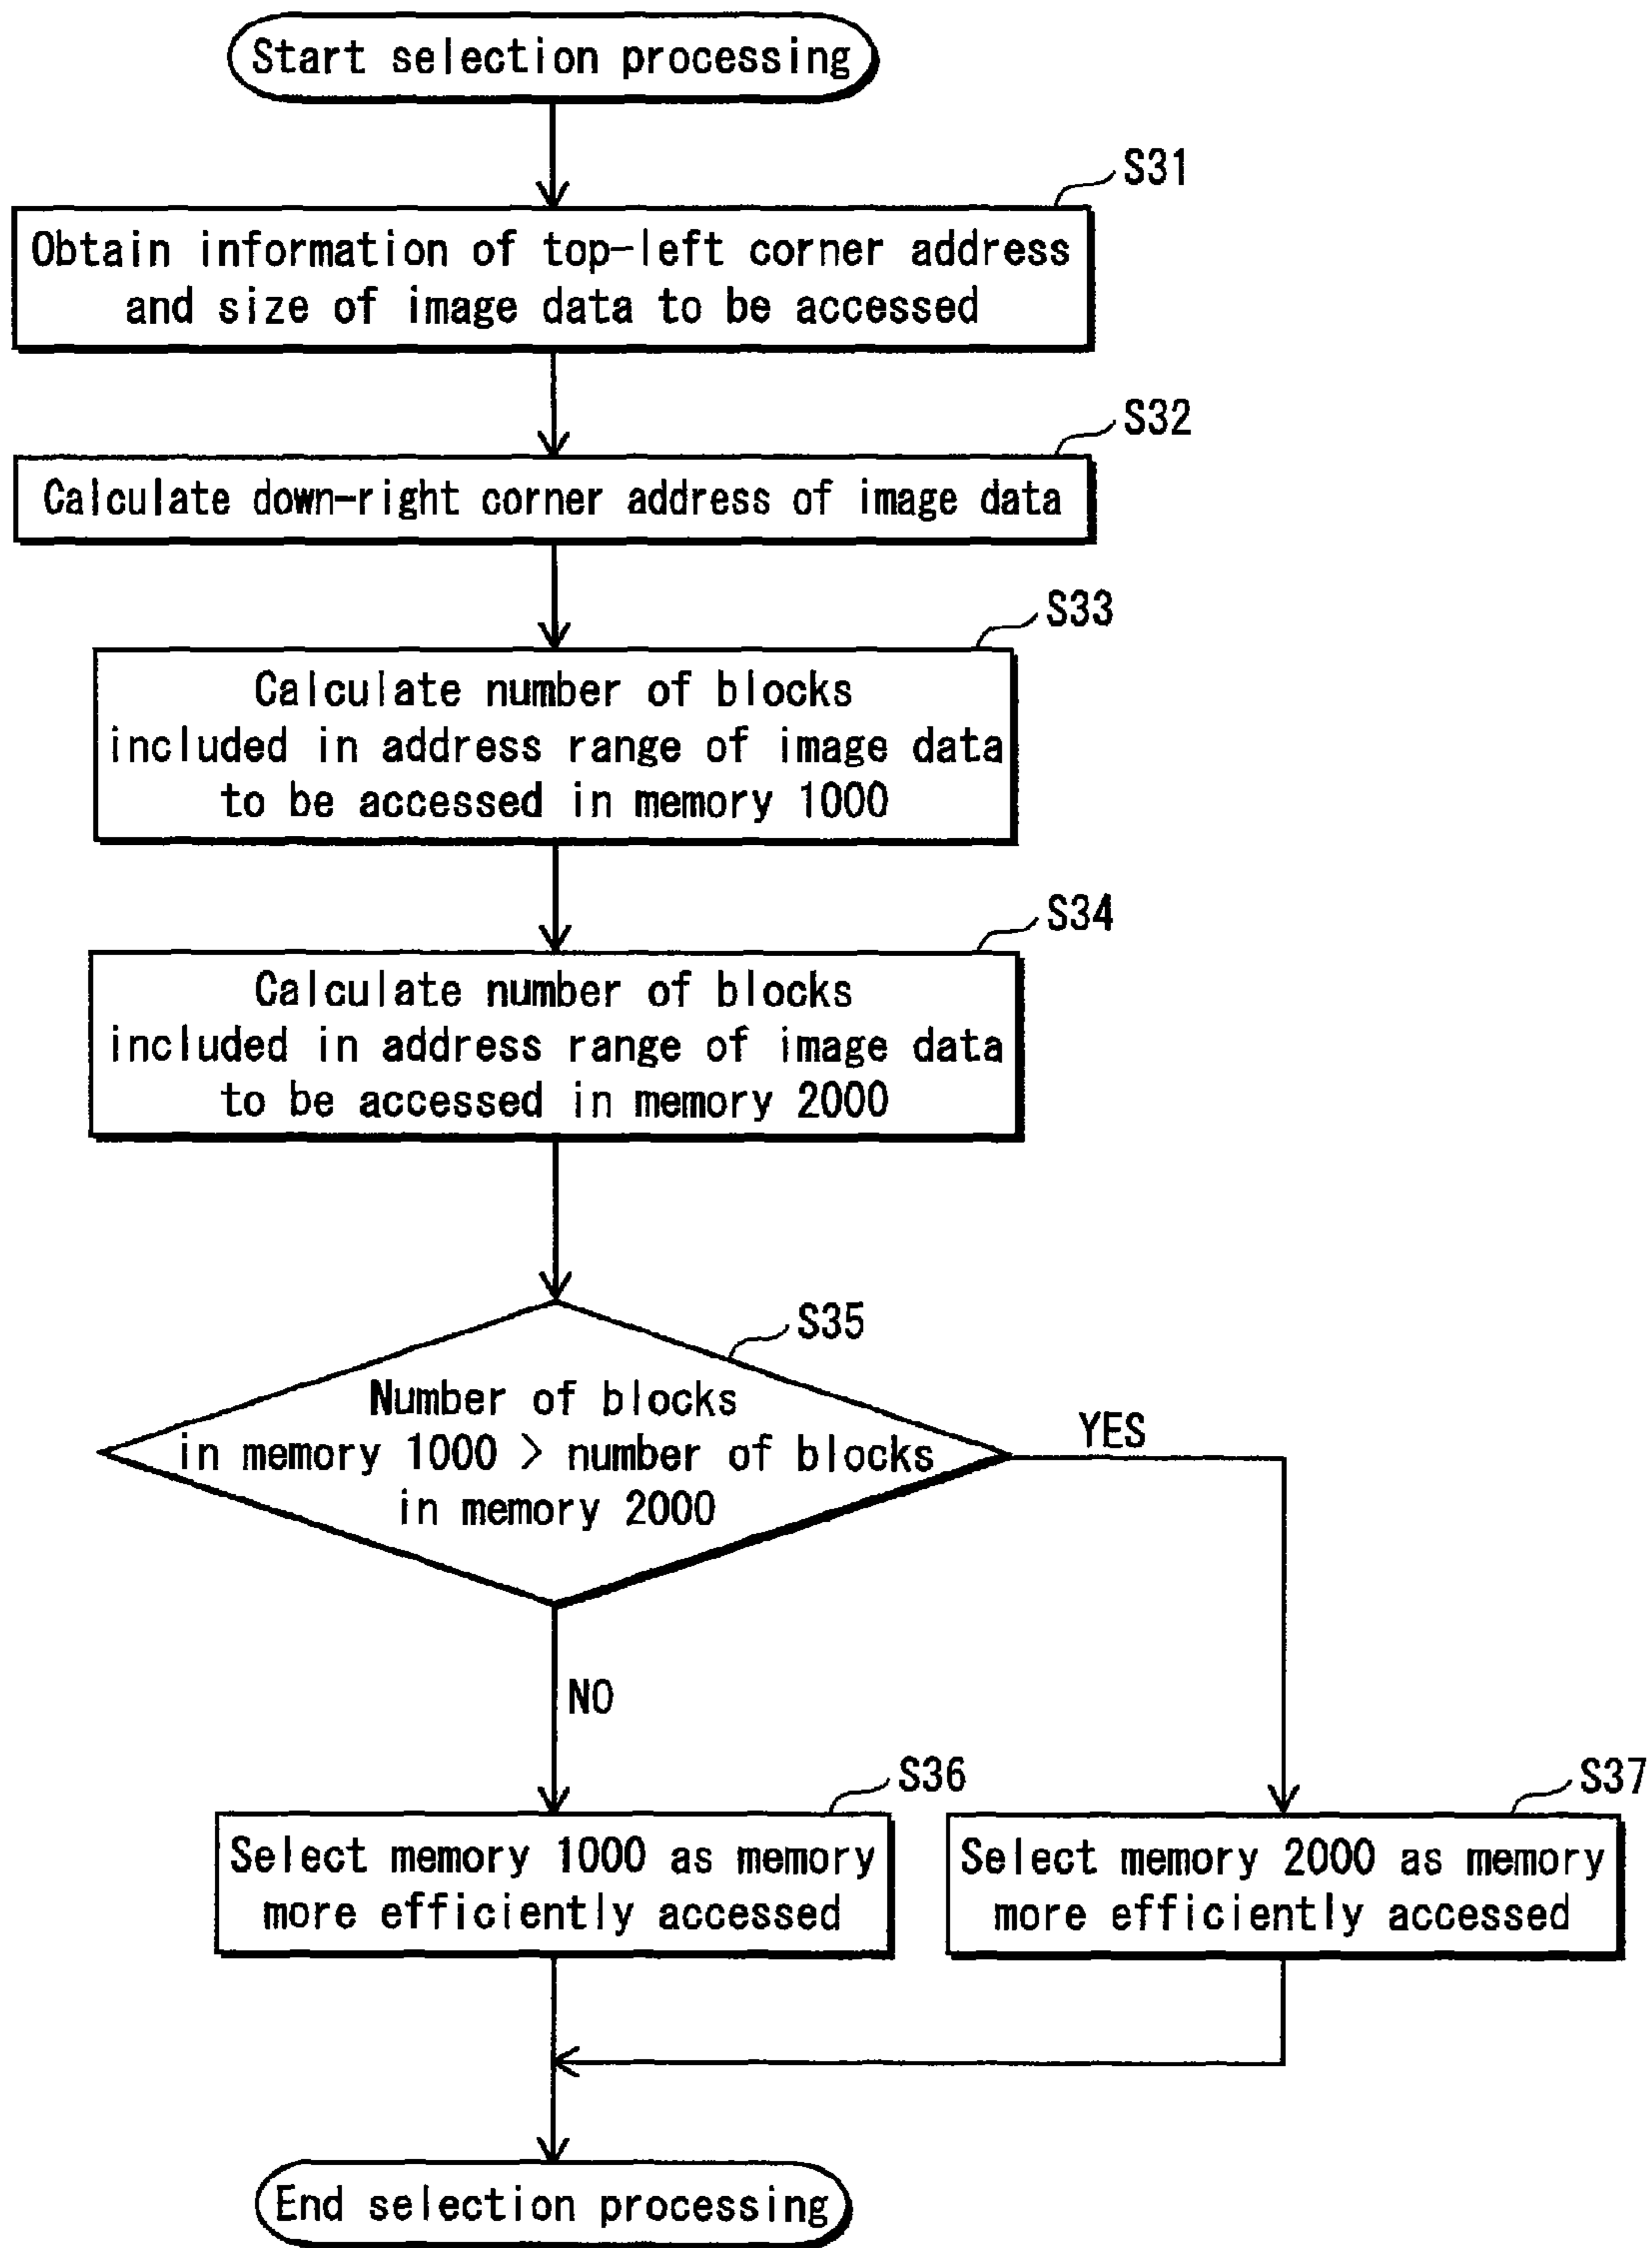 Start selection processing
S31
Obtain information of top-left corner address
and size of image data to be accessed
S32
Calculate down-right corner address of image data
S33
Calculate number of blocks
included in address range of image data
to be accessed in memory 1000
S34
Calculate number of blocks
included in address range of image data
to be accessed in memory 2000
S35
Number of blocks
in memory 1000 > number of blocks
in memory 2000
YES
NO
S36
Select memory 1000 as memory
more efficiently accessed
S37
Select memory 2000 as memory
more efficiently accessed
End selection processing